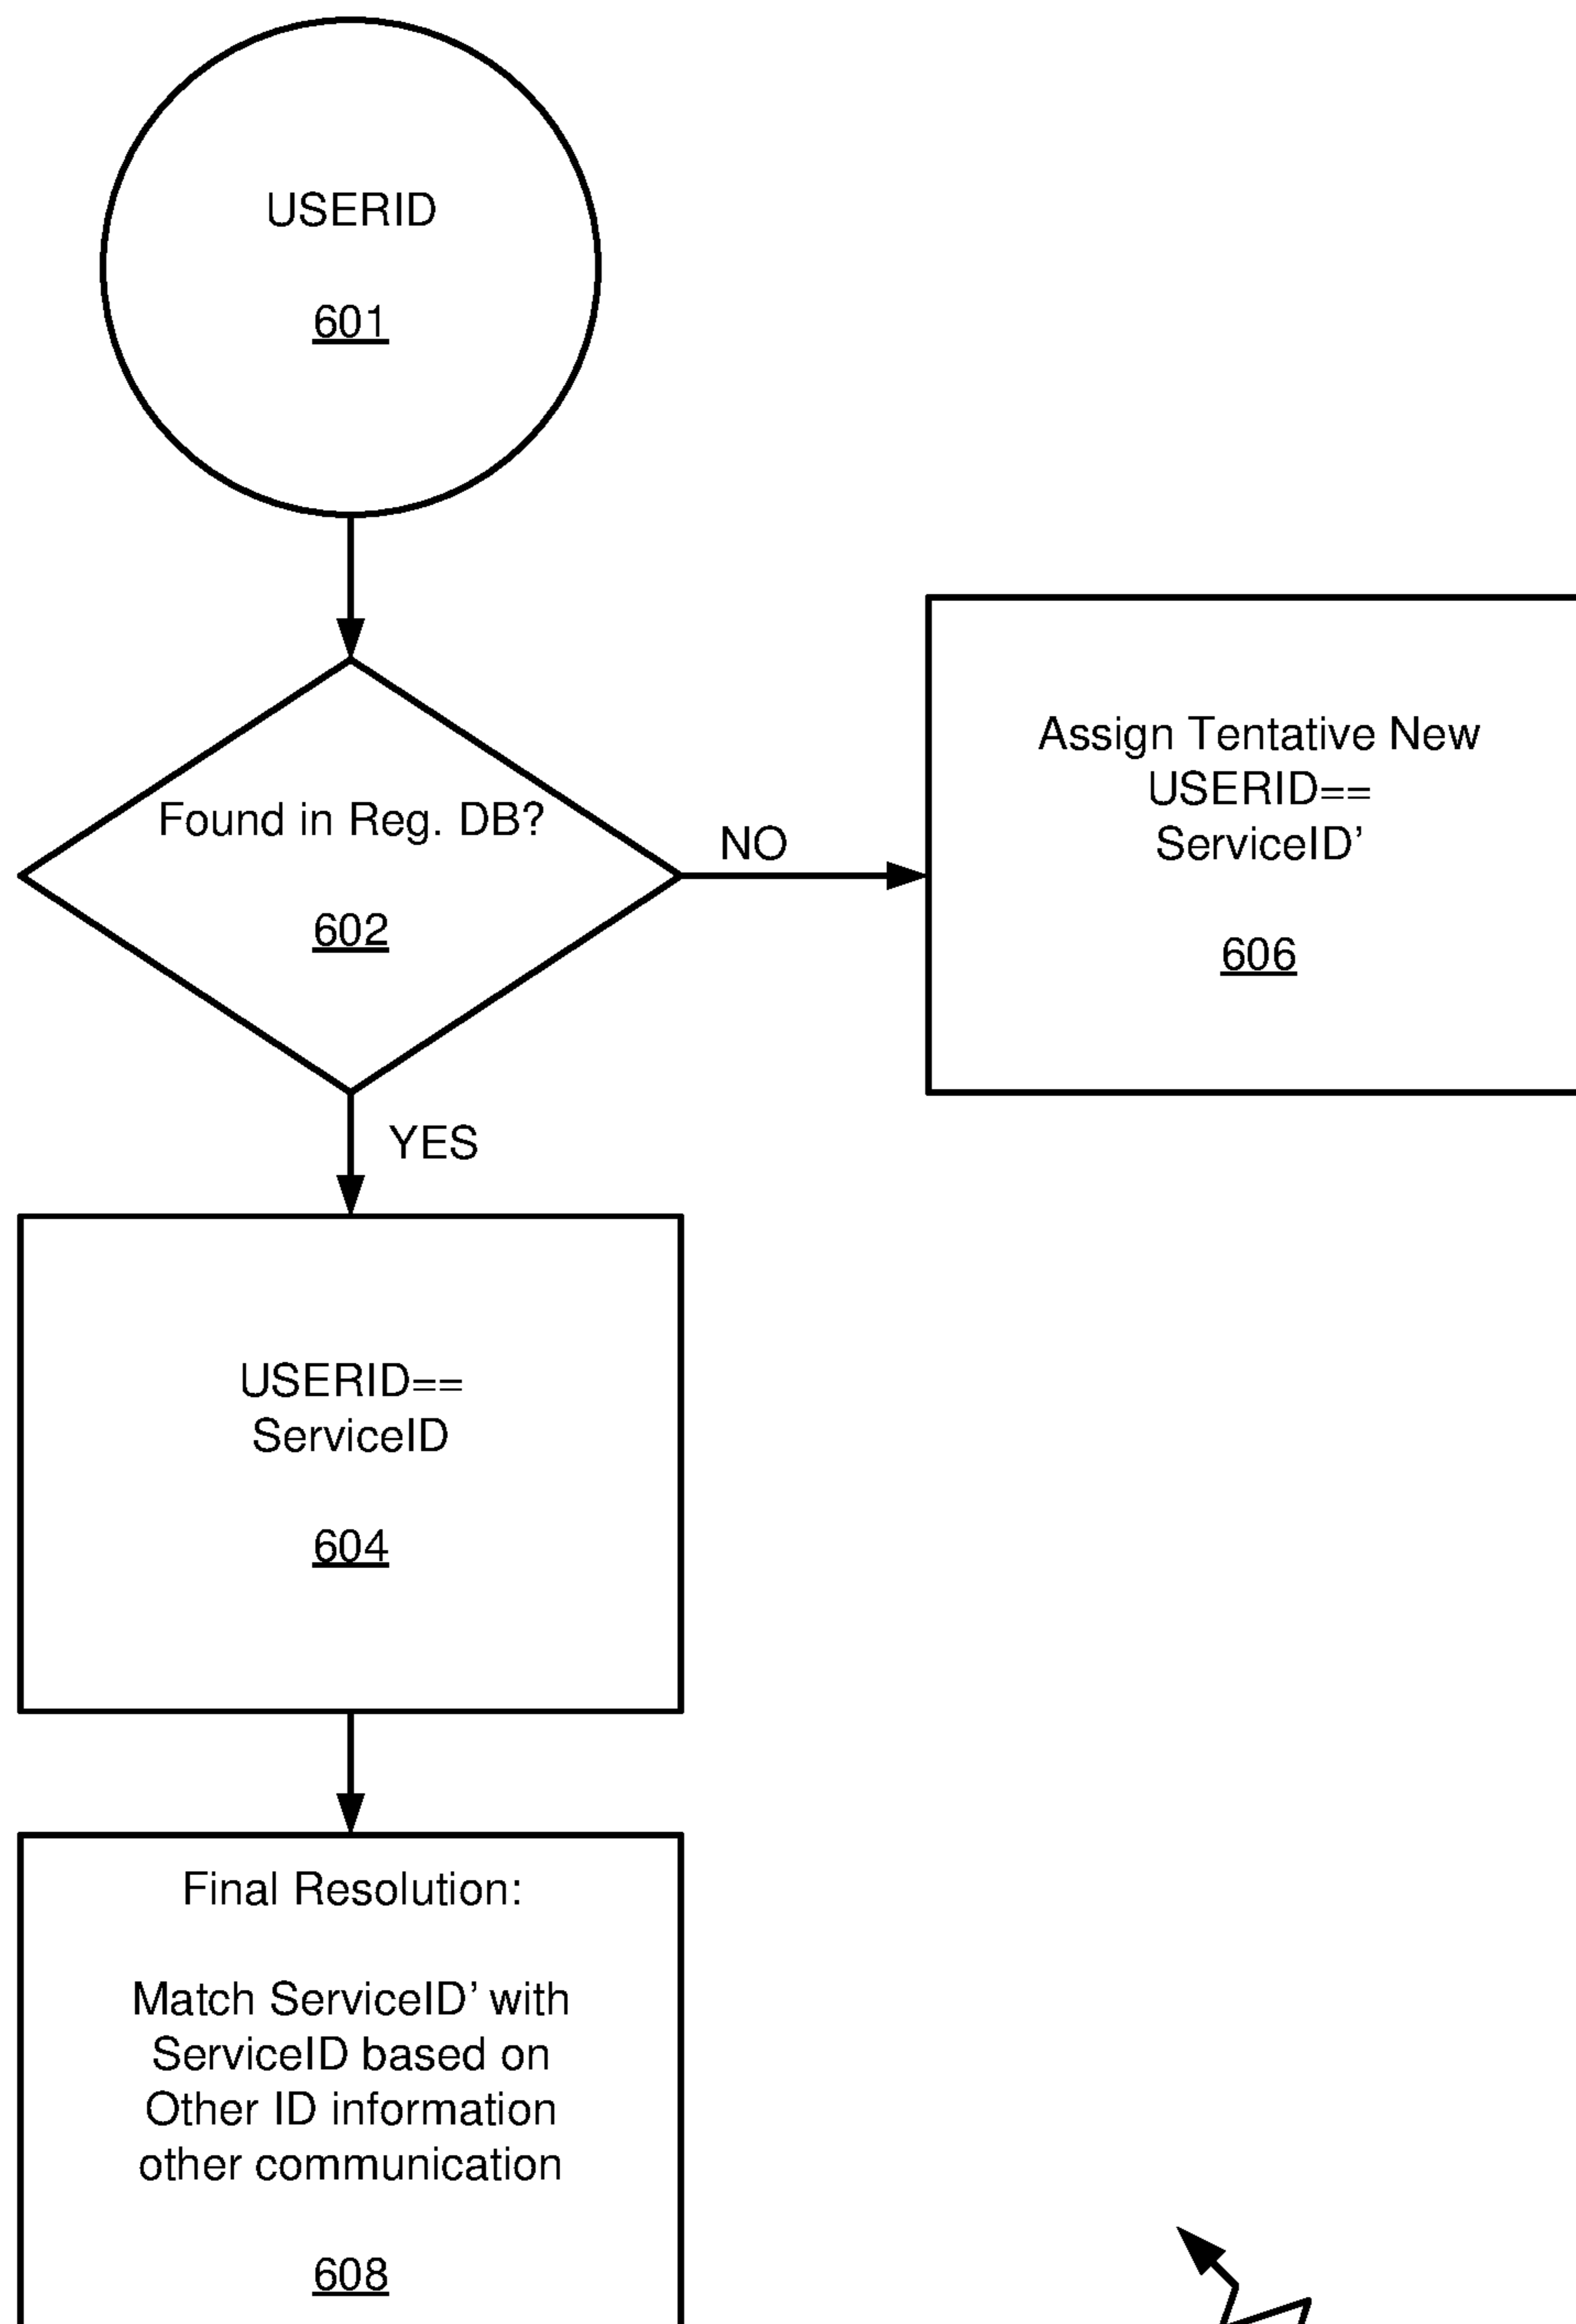 USERID
601
Found in Reg. DB?
602
NO
Assign Tentative New
USERID==
ServiceID’
606
YES
USERID==
ServiceID
604
Final Resolution:
Match ServiceID’ with
ServiceID based on
Other ID information
other communication
608